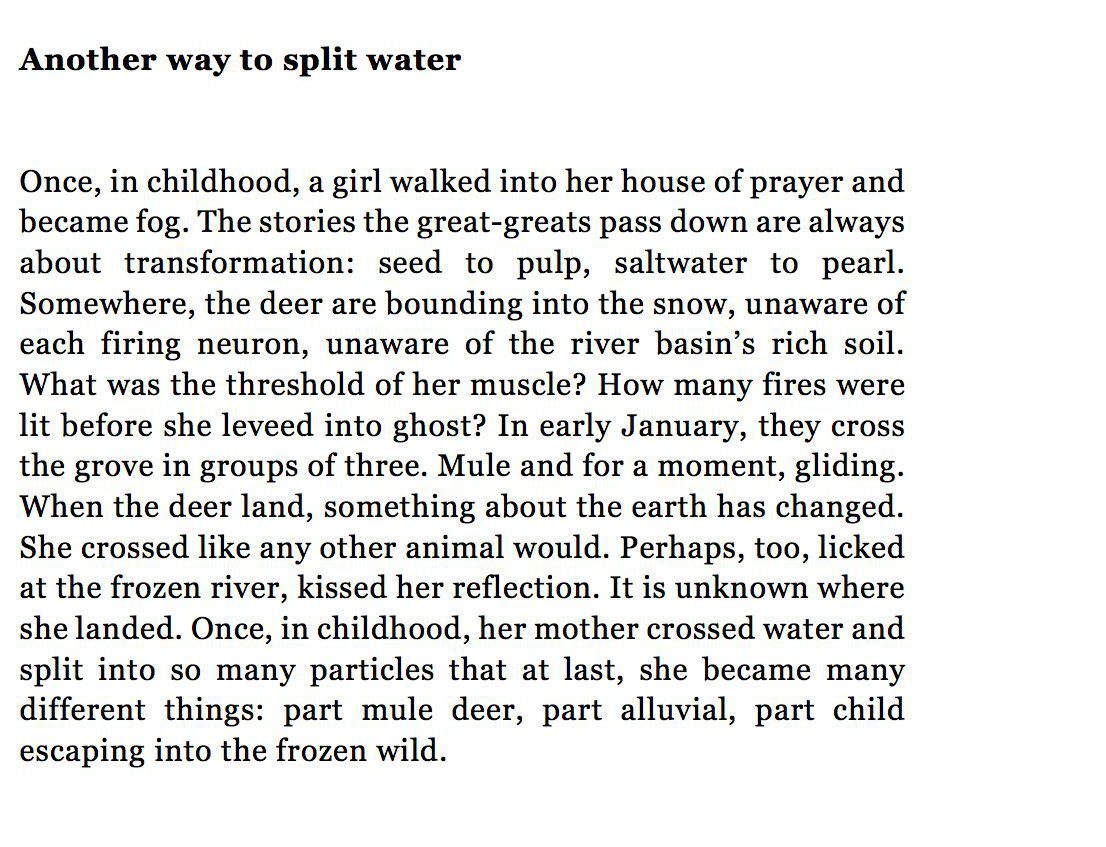 Another way to split water
Once, in childhood, a girl walked into her house of prayer and
became fog. The stories the great-greats pass down are always
about transformation: seed to pulp, saltwater to pearl.
Somewhere, the deer are bounding into the snow, unaware of
each firing neuron, unaware of the river basin’s rich soil.
What was the threshold of her muscle? How many fires were
lit before she leveed into ghost? In early January, they cross
the grove in groups of three. Mule and for a moment, gliding.
When the deer land, something about the earth has changed.
She crossed like any other animal would. Perhaps, too, licked
at the frozen river, kissed her reflection. It is unknown where
she landed. Once, in childhood, her mother crossed water and
split into so many particles that at last, she became many
different things: part mule deer, part alluvial, part child
escaping into the frozen wild.